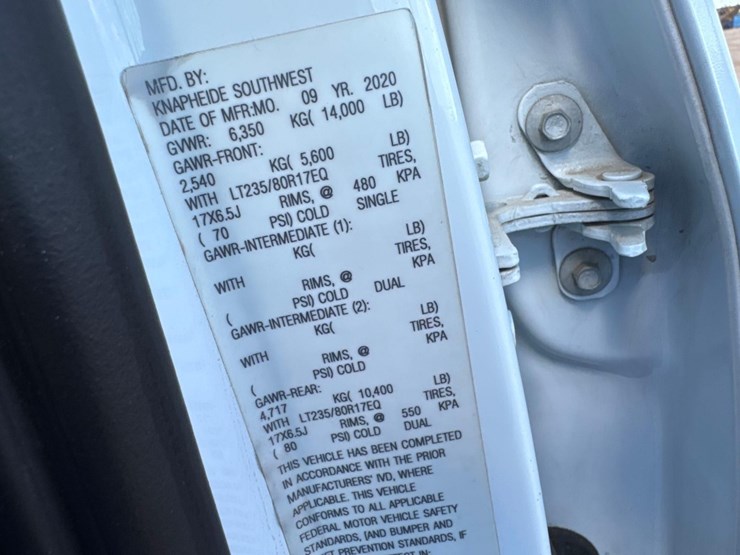 MFD. BY:
KNAPHEIDE SOUTHWEST
DATE OF MFR:MO. 09 YR. 2020
GVWR: 6,350 KG( 14,000 LB)
GAWR-FRONT:
2,540 KG( 5,600 LB)
WITH LT235/80R17EQ TIRES,
17X6.5J RIMS, @ 480 KPA
( 70 PSI) COLD SINGLE
GAWR-INTERMEDIATE (1):
KG( LB)
WITH TIRES,
RIMS, @ KPA
( PSI) COLD DUAL
GAWR-INTERMEDIATE (2):
KG( LB)
WITH TIRES,
RIMS, @ KPA
( PSI) COLD
GAWR-REAR:
4,717 KG( 10,400 LB)
WITH LT235/80R17EQ TIRES,
17X6.5J RIMS, @ 550 KPA
( 80 PSI) COLD DUAL
THIS VEHICLE HAS BEEN COMPLETED
IN ACCORDANCE WITH THE PRIOR
MANUFACTURERS' IVD, WHERE
APPLICABLE. THIS VEHICLE
CONFORMS TO ALL APPLICABLE
FEDERAL MOTOR VEHICLE SAFETY
STANDARDS, [AND BUMPER AND
PREVENTION STANDARDS, IF